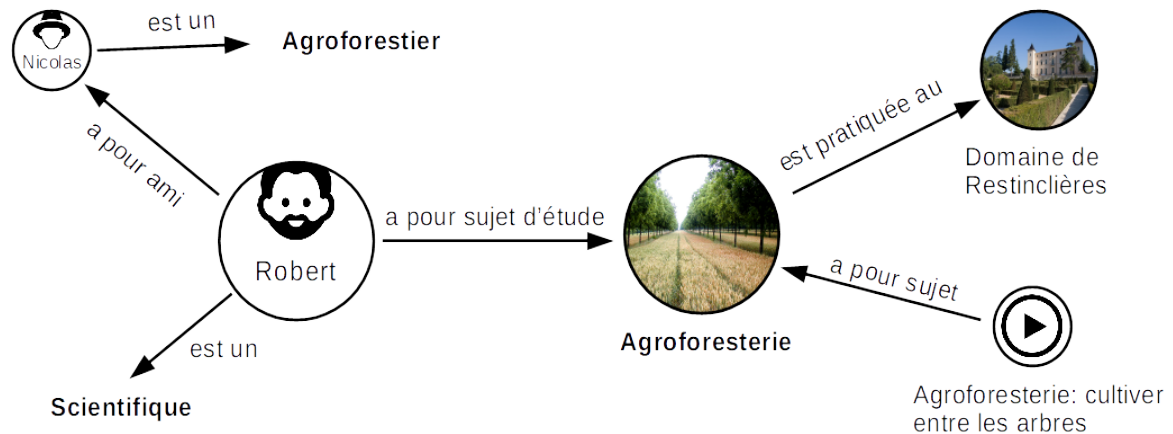 est un
Agroforestier
Nicolas
a pour ami
est pratiquée au
Domaine de
Restinclières
a pour sujet d'étude
Robert
a pour sujet
Agroforesterie
est un
Scientifique
Agroforesterie: cultiver
entre les arbres